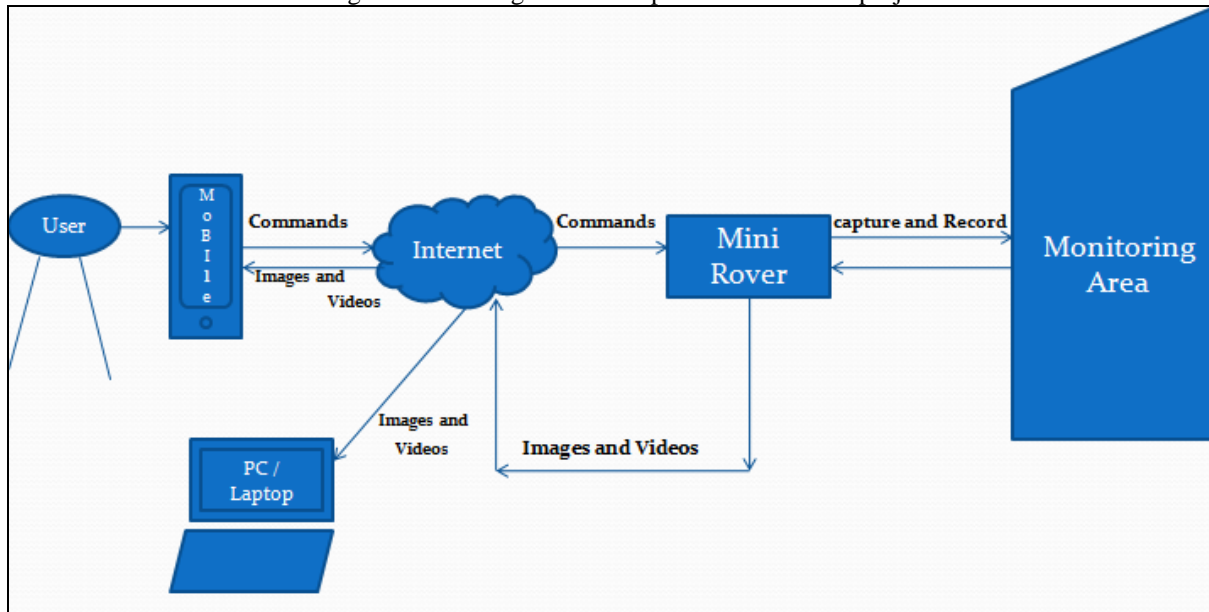 User
MoBIle
Commands
Images and
Videos
Internet
Commands
Mini
Rover
capture and Record
Monitoring
Area
Images and
Videos
Images and Videos
PC /
Laptop